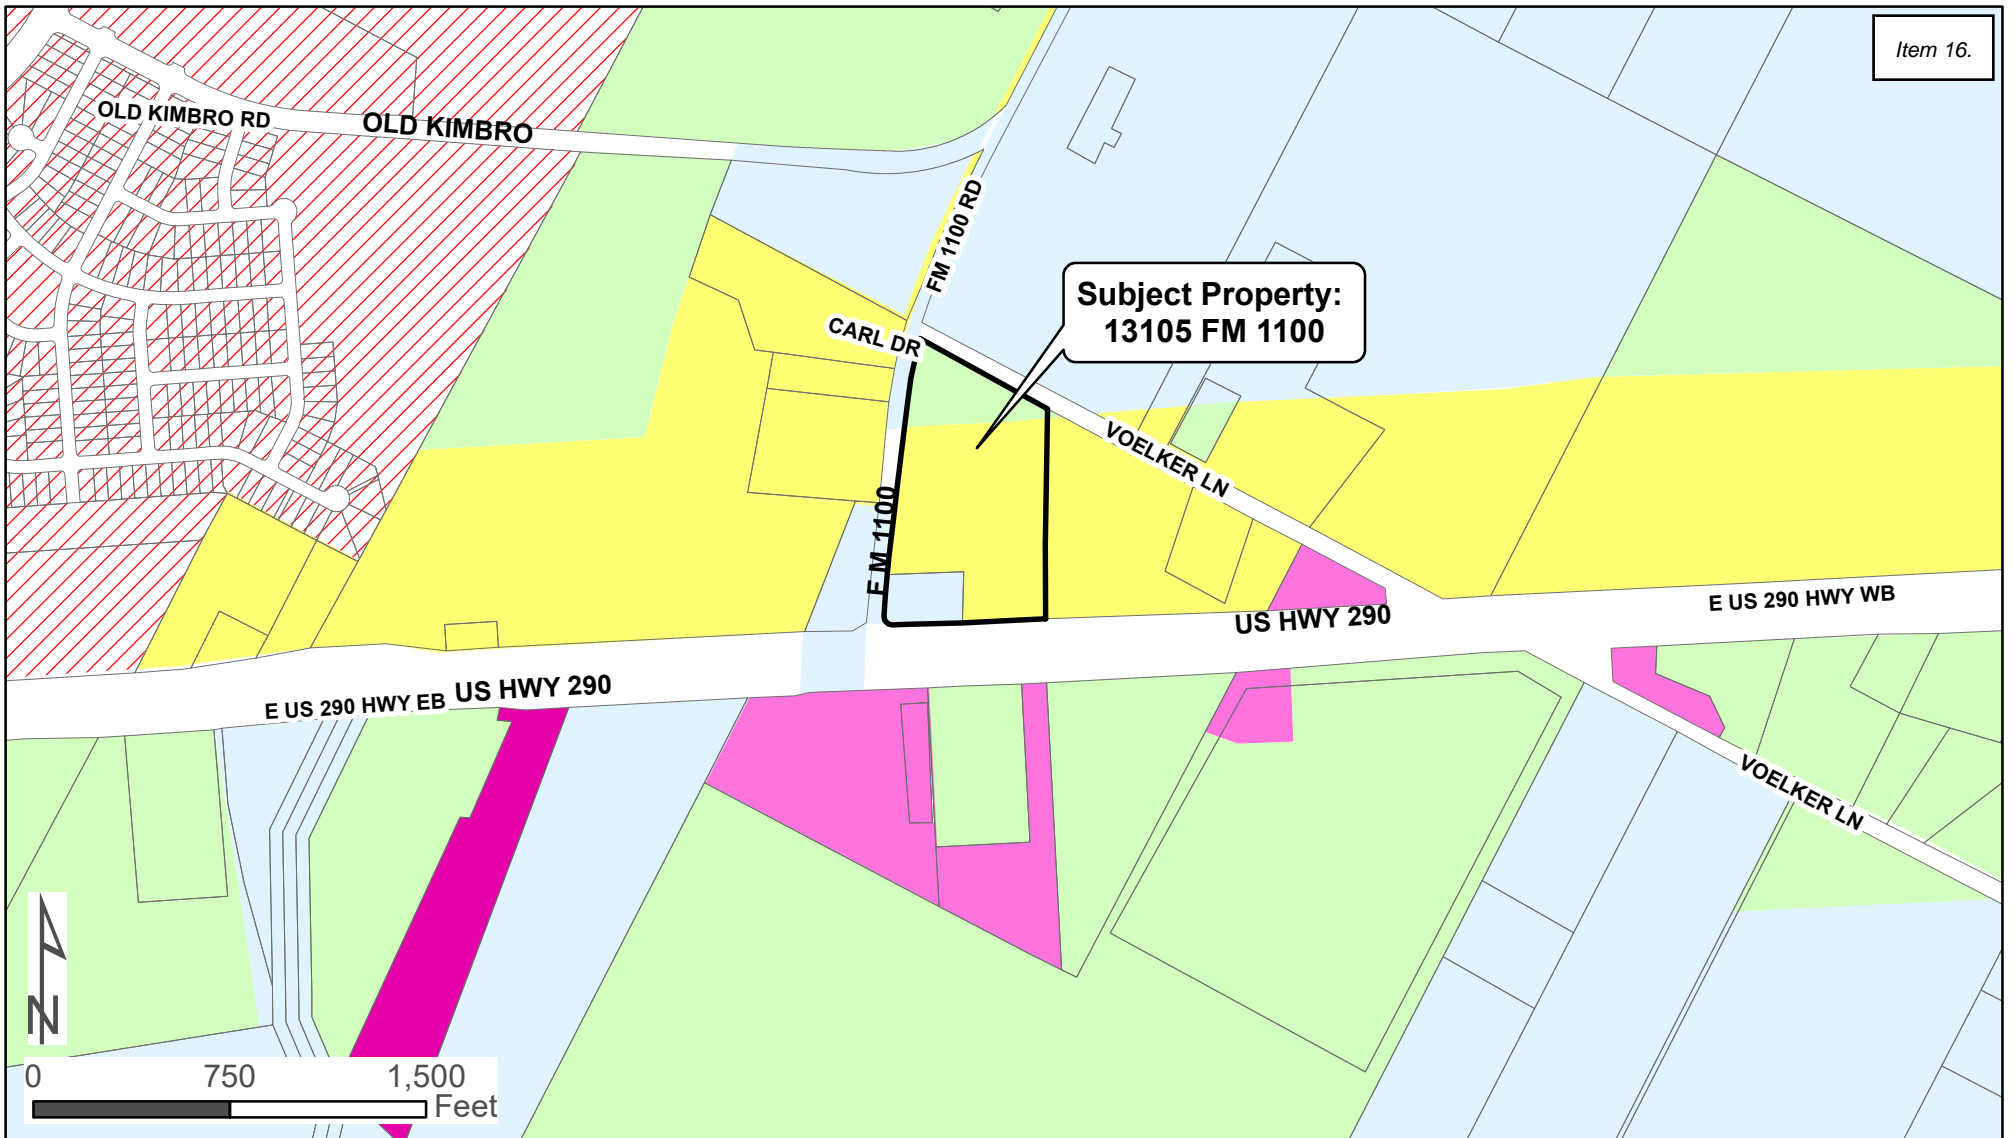 Item 16.
OLD KIMBRO RD
OLD KIMBRO
FM 1100 RD
Subject Property:
13105 FM 1100
CARL DR
VOELKER LN
F M 1100
US HWY 290
E US 290 HWY WB
E US 290 HWY EB
US HWY 290
VOELKER LN
N
0 750 1,500
Feet